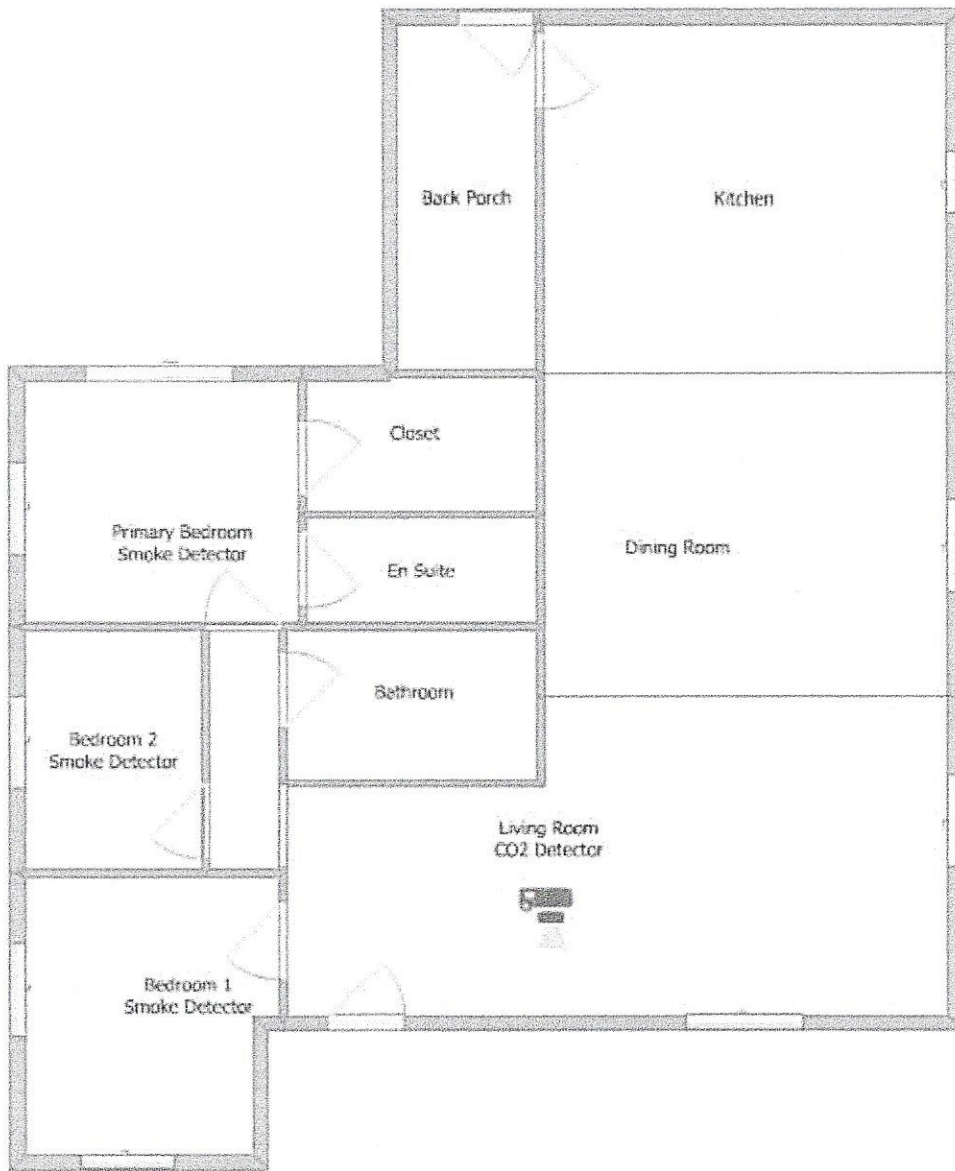 Back Porch
Kitchen
Closet
Primary Bedroom
Smoke Detector
Dining Room
En Suite
Bathroom
Bedroom 2
Smoke Detector
Living Room
CO2 Detector
Bedroom 1
Smoke Detector